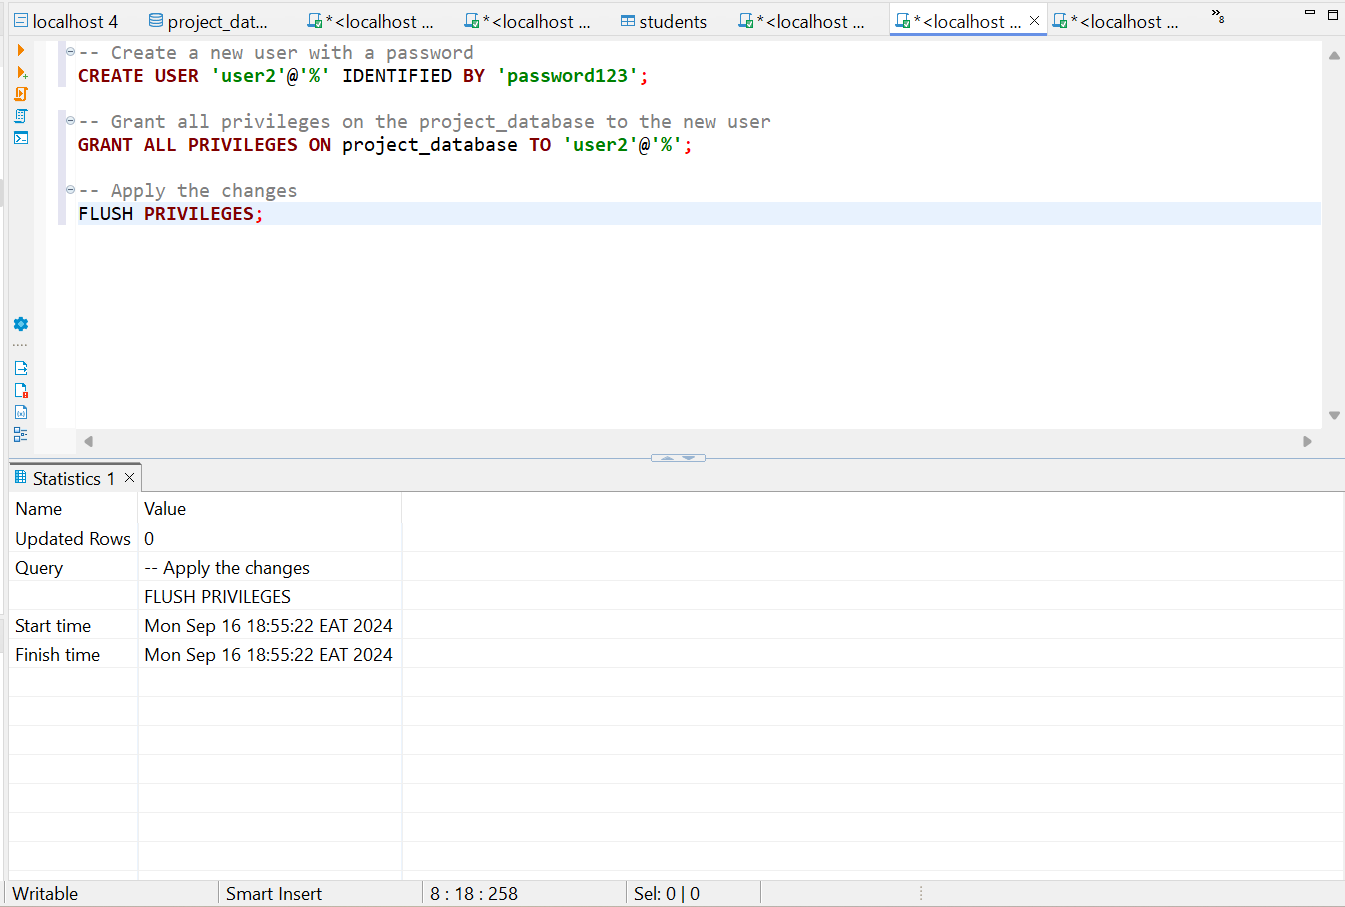 localhost 4 project_dat... *<localhost ... *<localhost ... students *<localhost ... *<localhost ... *<localhost ... »8
-- Create a new user with a password
CREATE USER 'user2'@'%' IDENTIFIED BY 'password123';
-- Grant all privileges on the project_database to the new user
GRANT ALL PRIVILEGES ON project_database TO 'user2'@'%';
-- Apply the changes
FLUSH PRIVILEGES;
Statistics 1
Name Value
Updated Rows 0
Query -- Apply the changes
FLUSH PRIVILEGES
Start time Mon Sep 16 18:55:22 EAT 2024
Finish time Mon Sep 16 18:55:22 EAT 2024
Writable Smart Insert 8 : 18 : 258 Sel: 0 | 0